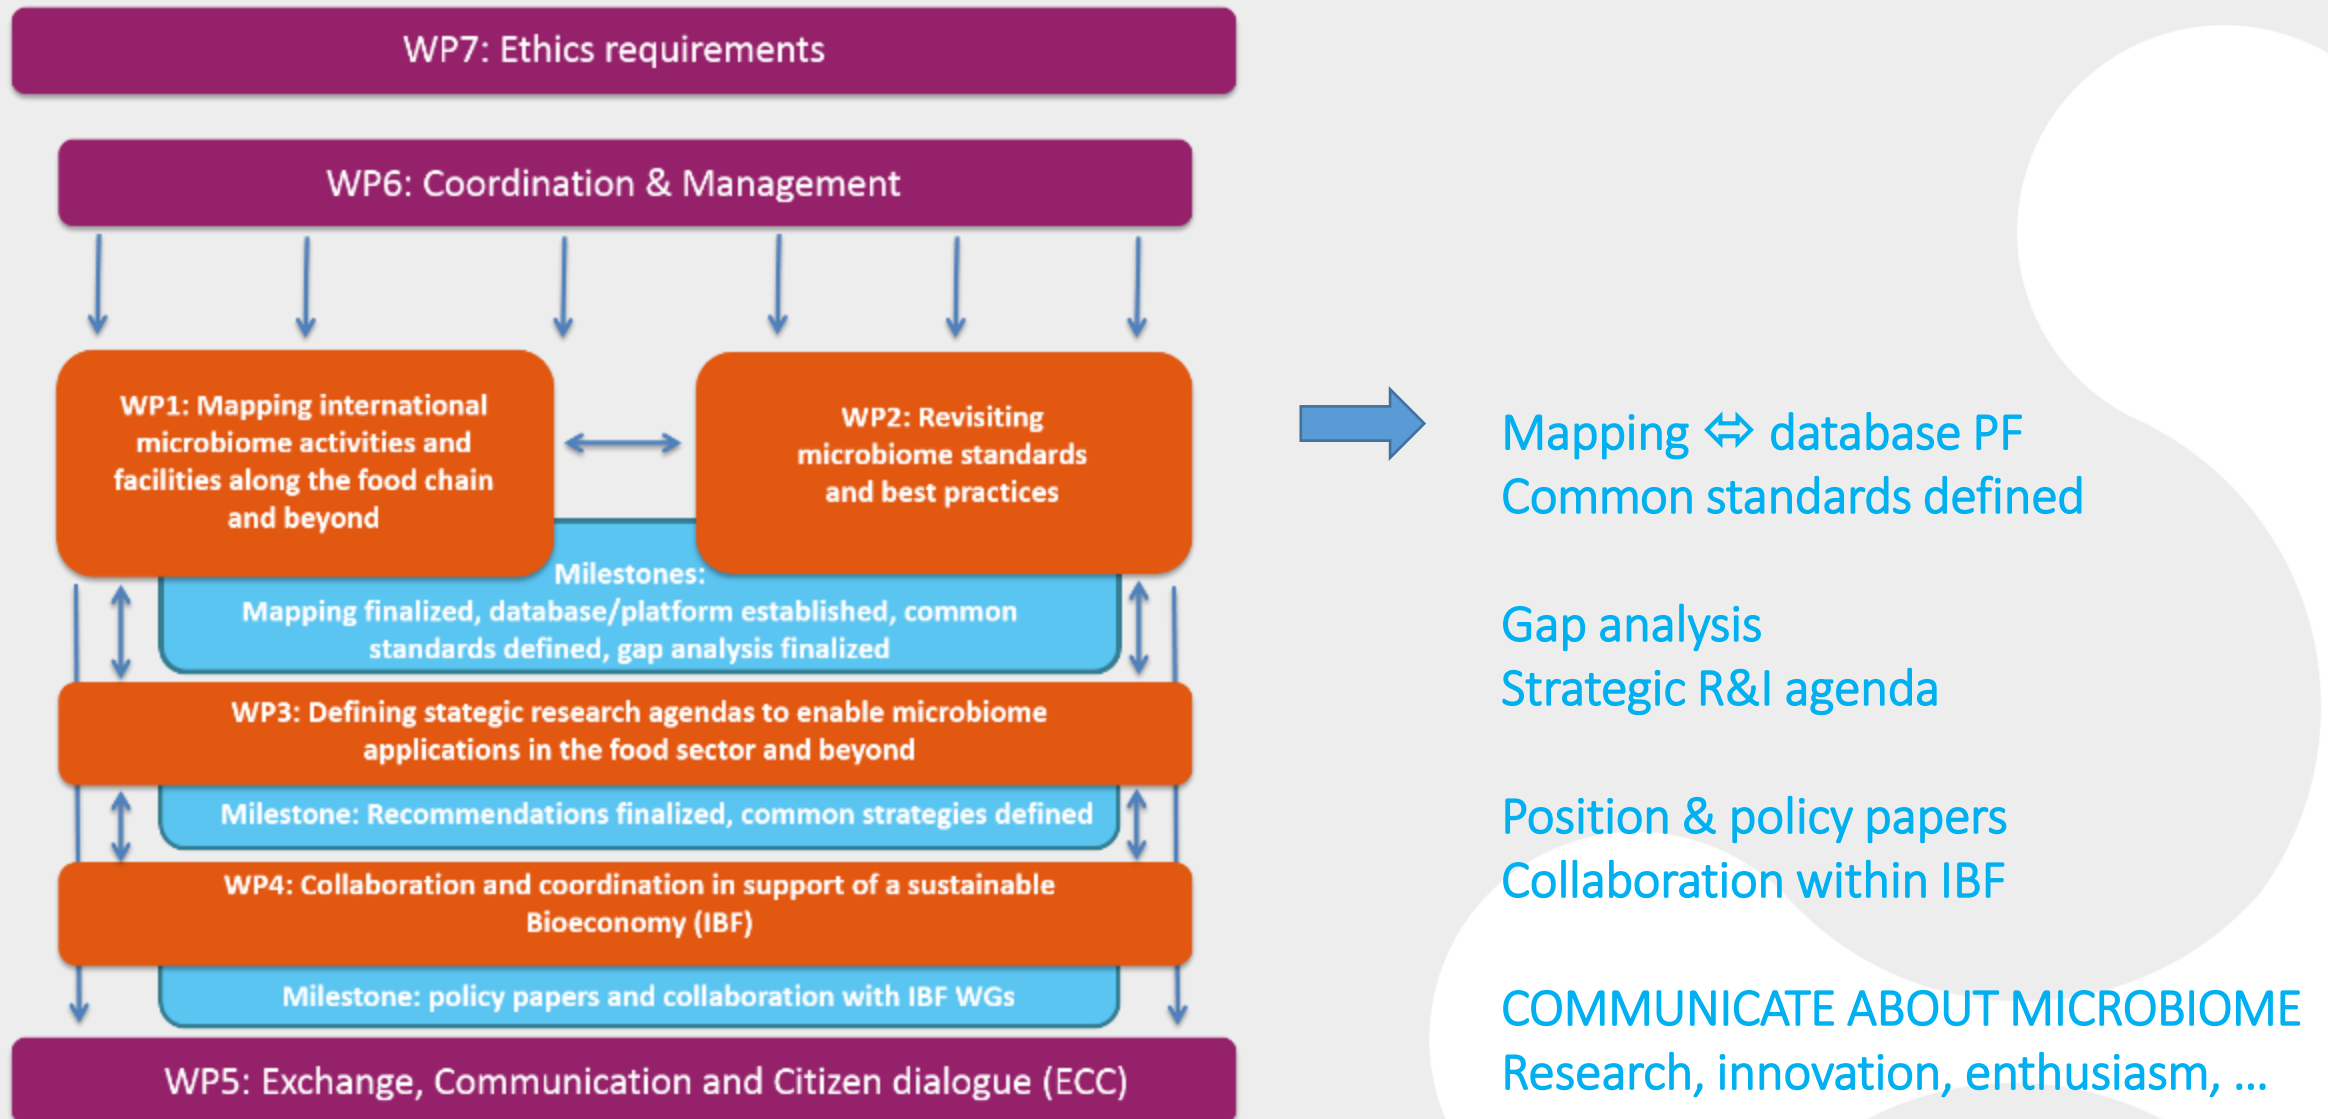 WP7: Ethics requirements
WP6: Coordination & Management
WP1: Mapping international
microbiome activities and
facilities along the food chain
and beyond
WP2: Revisiting
microbiome standards
and best practices
Milestones:
Mapping finalized, database/platform established, common
standards defined, gap analysis finalized
WP3: Defining stategic research agendas to enable microbiome
applications in the food sector and beyond
Milestone: Recommendations finalized, common strategies defined
WP4: Collaboration and coordination in support of a sustainable
Bioeconomy (IBF)
Milestone: policy papers and collaboration with IBF WGs
WP5: Exchange, Communication and Citizen dialogue (ECC)
Mapping ⬄ database PF
Common standards defined
Gap analysis
Strategic R&I agenda
Position & policy papers
Collaboration within IBF
COMMUNICATE ABOUT MICROBIOME
Research, innovation, enthusiasm, ...